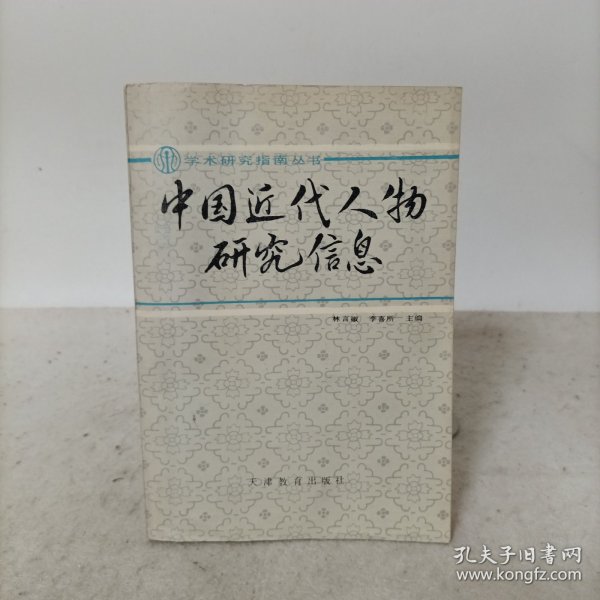 学术研究指南丛书
中国近代人物
研究信息
林言椒 李喜所 主编
天津教育出版社
孔夫子旧书网
www.kongfz.com